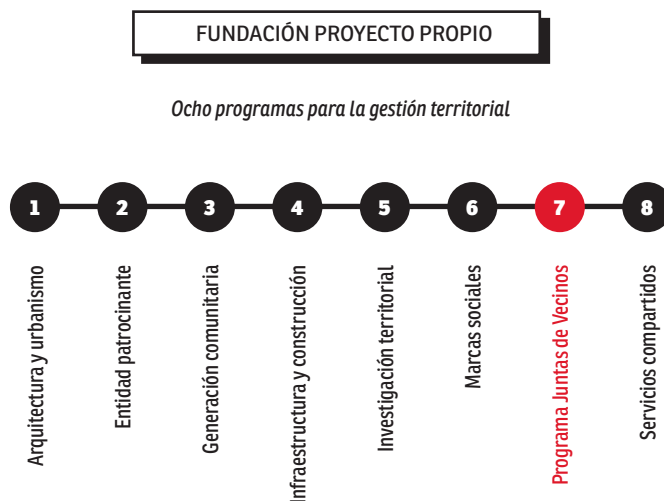 FUNDACIÓN PROYECTO PROPIO
Ocho programas para la gestión territorial
1
2
3
4
5
6
7
8
Arquitectura y urbanismo
Entidad patrocinante
Generación comunitaria
Infraestructura y construcción
Investigación territorial
Marcas sociales
Programa Juntas de Vecinos
Servicios compartidos